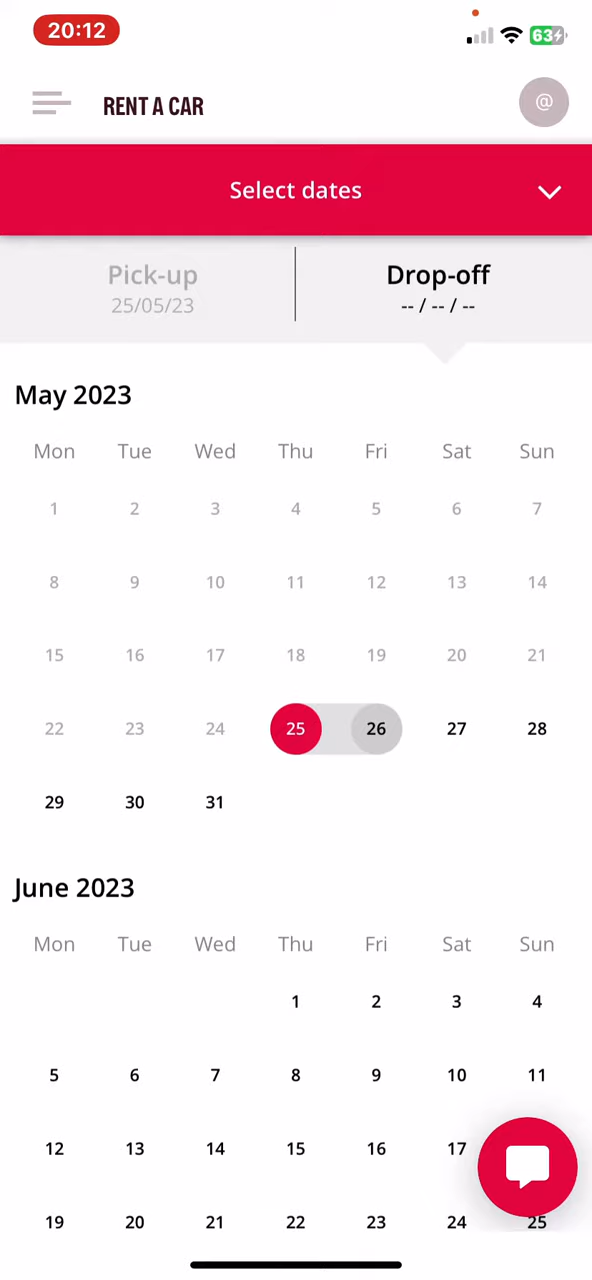 20:12
63
RENT A CAR
@
Select dates
Pick-up
25/05/23
Drop-off
-- / -- / --
May 2023
Mon Tue Wed Thu Fri Sat Sun
1 2 3 4 5 6 7
8 9 10 11 12 13 14
15 16 17 18 19 20 21
22 23 24 25 26 27 28
29 30 31
June 2023
Mon Tue Wed Thu Fri Sat Sun
1 2 3 4
5 6 7 8 9 10 11
12 13 14 15 16 17
19 20 21 22 23 24 25